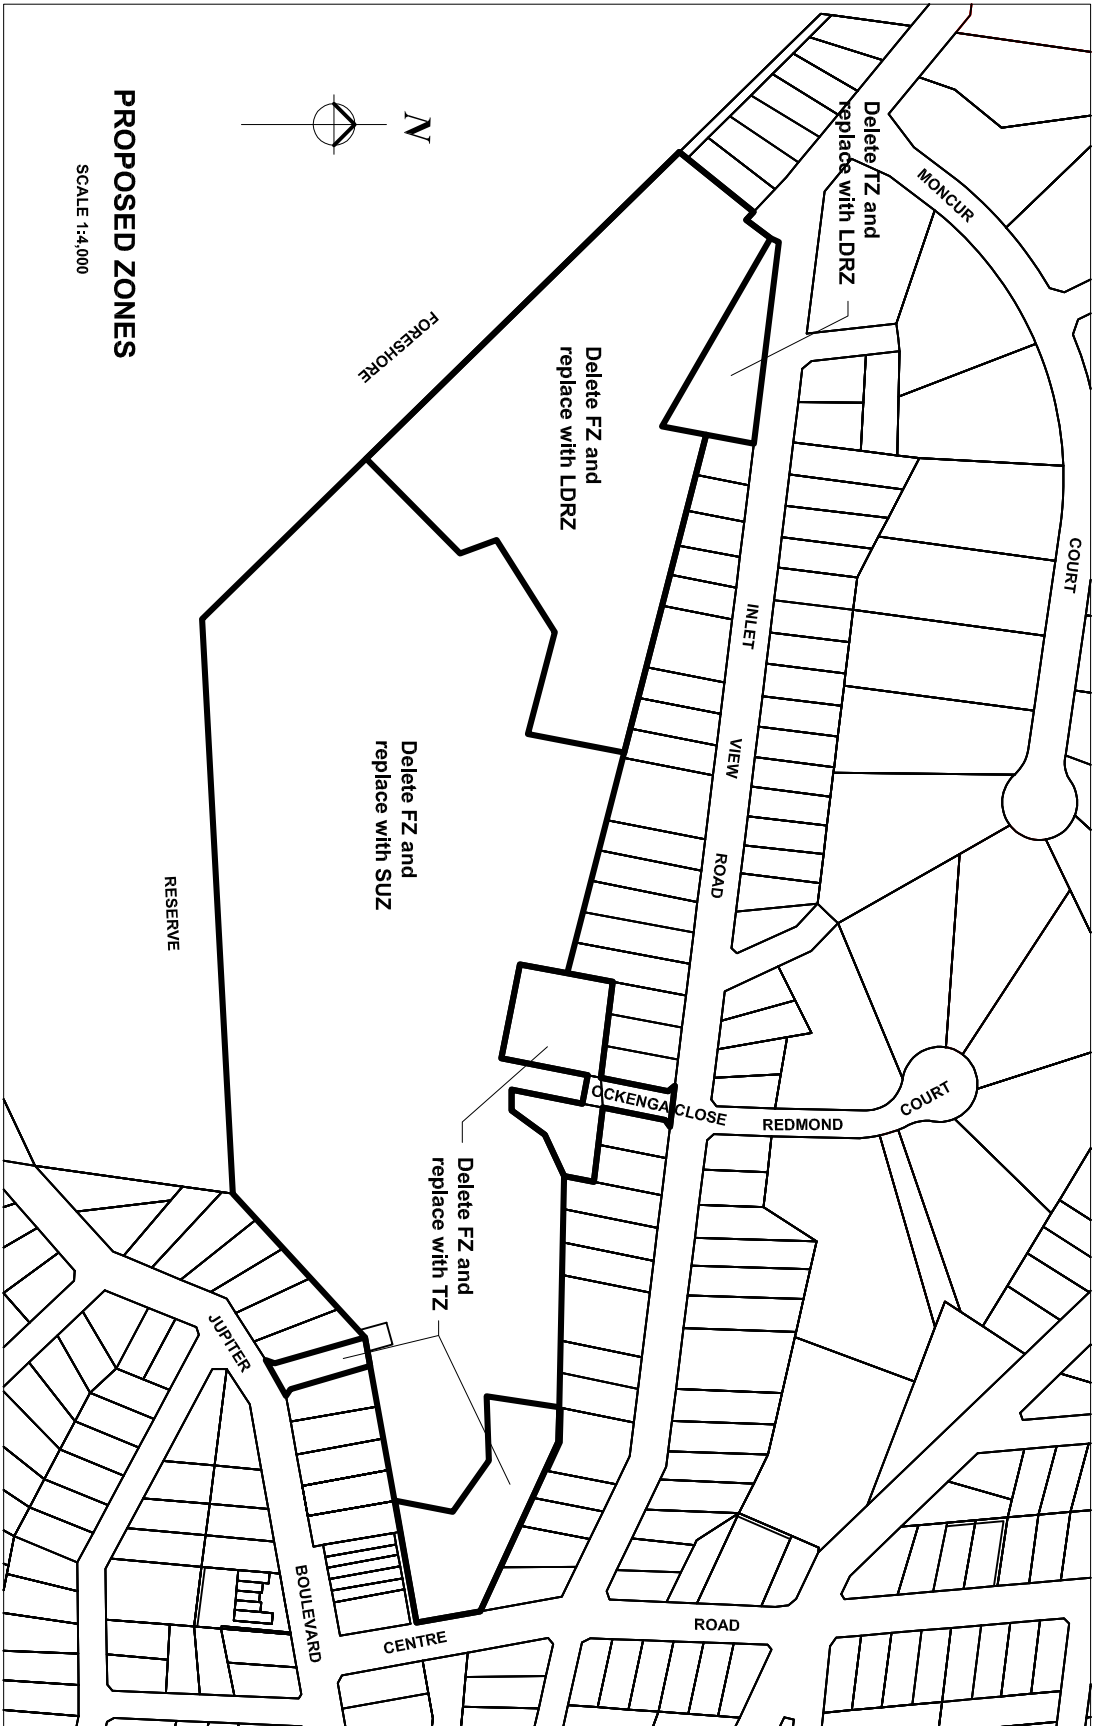 PROPOSED ZONES
SCALE 1:4,000
N
Delete TZ and
replace with LDRZ
MONCUR
COURT
FORESHORE
Delete FZ and
replace with LDRZ
INLET
VIEW
ROAD
Delete FZ and
replace with SUZ
RESERVE
OCKENGA CLOSE
REDMOND
COURT
Delete FZ and
replace with TZ
JUPITER
BOULEVARD
CENTRE
ROAD